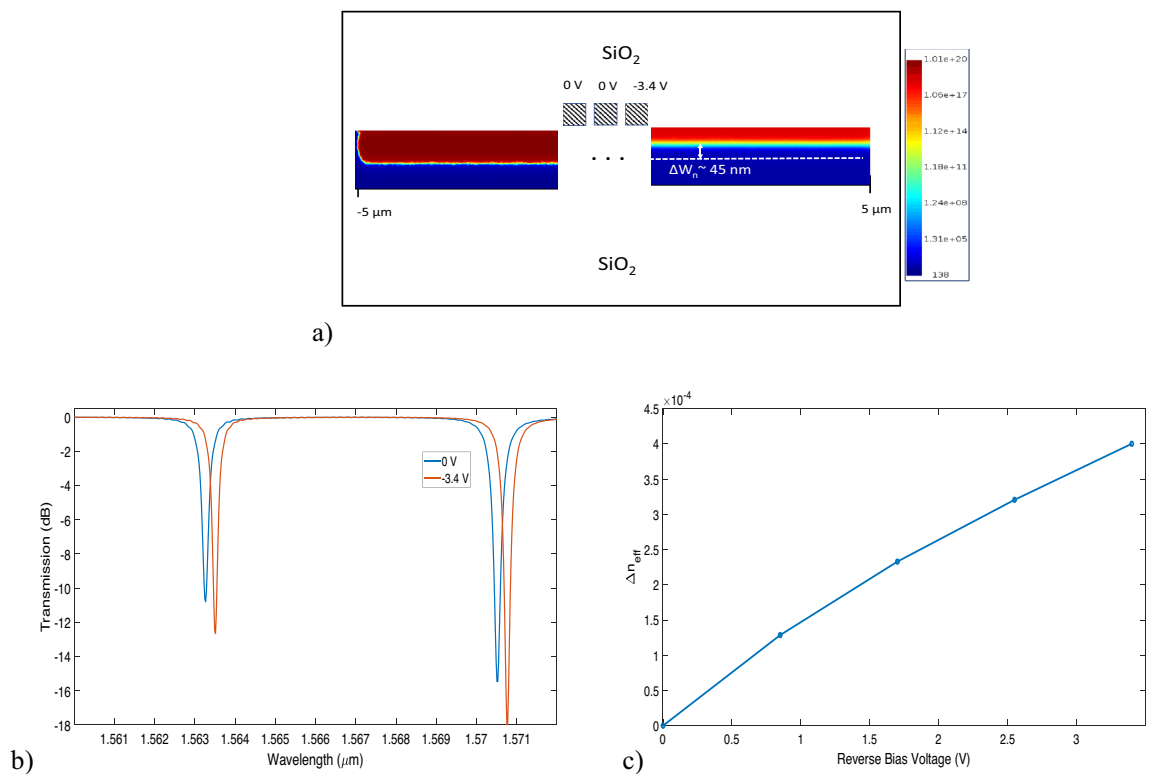 SiO2
0 V 0 V -3.4 V
. . .
ΔWn~ 45 nm
-5 µm
5 µm
SiO2
1.01e+20
1.06e+17
1.12e+14
1.18e+11
1.24e+08
1.31e+05
138
a)
0
-2
-4
-6
-8
-10
-12
-14
-16
-18
Transmission (dB)
0 V
-3.4 V
1.561 1.562 1.563 1.564 1.565 1.566 1.567 1.568 1.569 1.57 1.571
Wavelength (µm)
b)
×10-4
4.5
4
3.5
3
2.5
2
1.5
1
0.5
0
Δneff
0 0.5 1 1.5 2 2.5 3
Reverse Bias Voltage (V)
c)